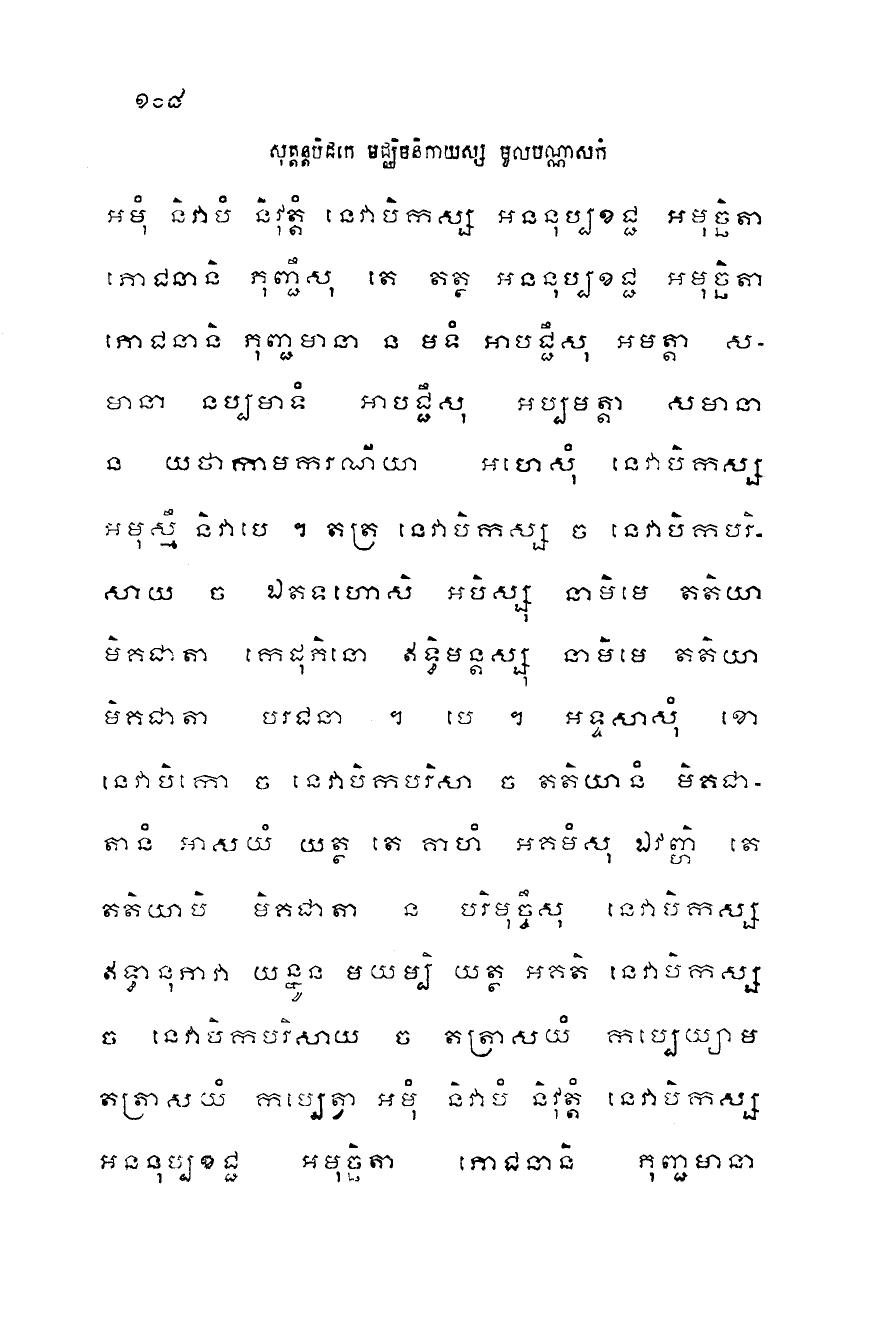 ១០៨
សុត្តន្តបិដកេ មជ្ឈិមនិកាយស្ស មូលបណ្ណាសកំ
អមុំ និវាបំ និវុត្តំ នេវាបិកស្ស អននុប្បខជ្ជ អមុច្ឆិតា
ភោជនានិ ភុញ្ជឹសុ តេ តត្ថ អននុប្បខជ្ជ អមុច្ឆិតា
ភោជនានិ ភុញ្ជមានា ន មទំ អាបជ្ជឹសុ អមត្តា ស-
មានា នប្បមាទំ អាបជ្ជឹសុ អប្បមត្តា សមានា
ន យថាកាមករណីយា អហេសុំ នេវាបិកស្ស
អមុស្មឹ និវាបេ ។ តត្រ នេវាបិកស្ស ច នេវាបិកបរិ-
សាយ ច ឯតទហោសិ អបិស្សុ នាមិមេ តតិយា
មិគជាតា កេដុភិនោ ឥទ្ធិមន្តស្សុ នាមិមេ តតិយា
មិគជាតា បរជនា ។ បេ ។ អទ្ទសាសុំ ខោ
នេវាបិកោ ច នេវាបិកបរិសា ច តតិយានំ មិគជា-
តានំ អាសយំ យត្ថ តេ គាហំ អគមំសុ ឯវញ្ហិ តេ
តតិយាបិ មិគជាតា ន បរិមុច្ចឹសុ នេវាបិកស្ស
ឥទ្ធានុភាវា យន្នូន មយម្បិ យត្ថ អគតិ នេវាបិកស្ស
ច នេវាបិកបរិសាយ ច តត្រាសយំ កប្បេយ្យាម
តត្រាសយំ កប្បេត្វា អមុំ និវាបំ និវុត្តំ នេវាបិកស្ស
អននុប្បខជ្ជ អមុច្ឆិតា ភោជនានិ ភុញ្ជមានា